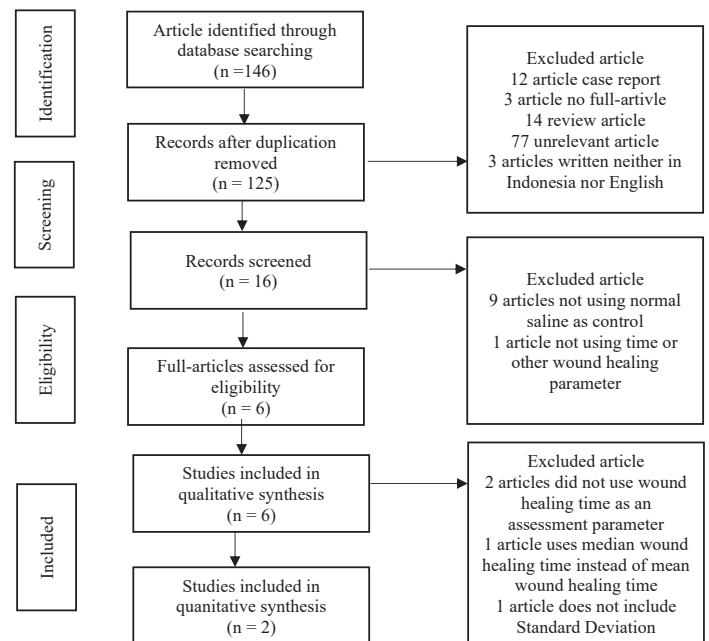 Identification
Screening
Eligibility
Included
Article identified through
database searching
(n =146)
Records after duplication
removed
(n = 125)
Records screened
(n = 16)
Full-articles assessed for
eligibility
(n = 6)
Studies included in
qualitative synthesis
(n = 6)
Studies included in
quanitative synthesis
(n = 2)
Excluded article
12 article case report
3 article no full-artivle
14 review article
77 unrelevant article
3 articles written neither in
Indonesia nor English
Excluded article
9 articles not using normal
saline as control
1 article not using time or
other wound healing
parameter
Excluded article
2 articles did not use wound
healing time as an
assessment parameter
1 article uses median wound
healing time instead of mean
wound healing time
1 article does not include
Standard Deviation